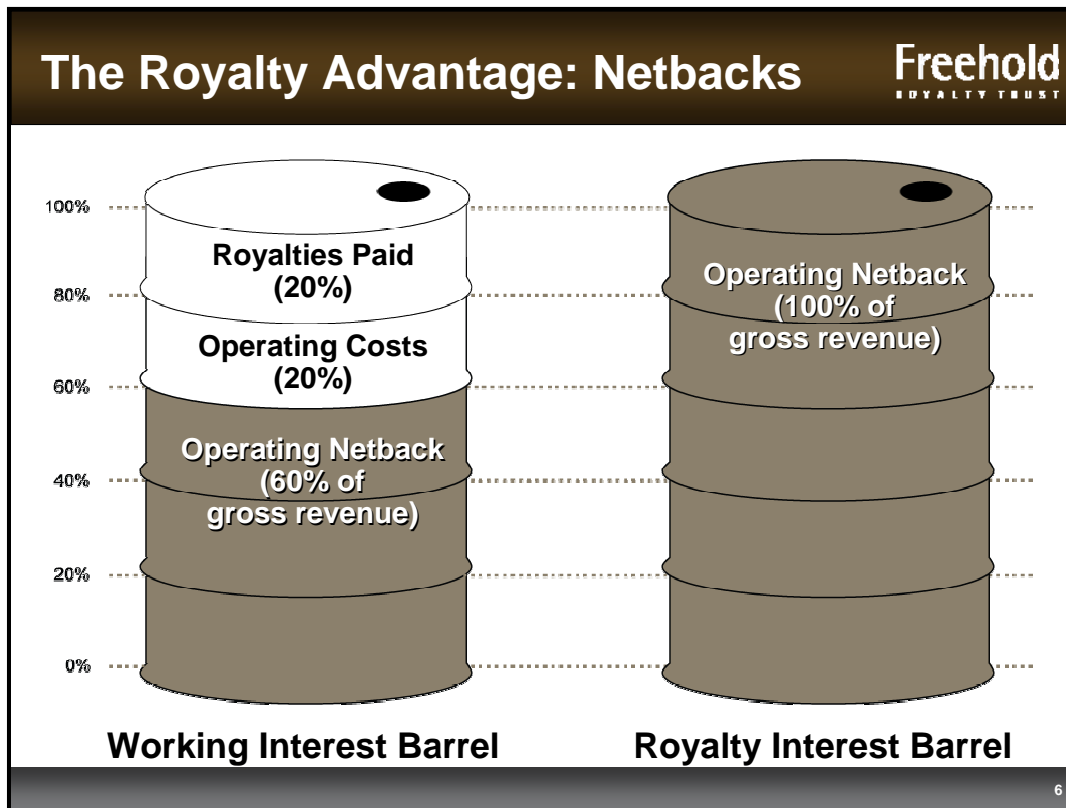 The Royalty Advantage: Netbacks
Freehold
ROYALTY TRUST
100%
80%
60%
40%
20%
0%
Royalties Paid
(20%)
Operating Costs
(20%)
Operating Netback
(60% of
gross revenue)
Operating Netback
(100% of
gross revenue)
Working Interest Barrel
Royalty Interest Barrel
6